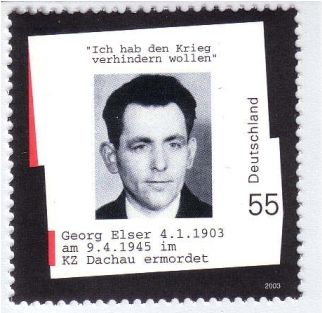 "Ich hab den Krieg
verhindern wollen"
Deutschland
55
Georg Elser 4.1.1903
am 9.4.1945 im
KZ Dachau ermordet
2003